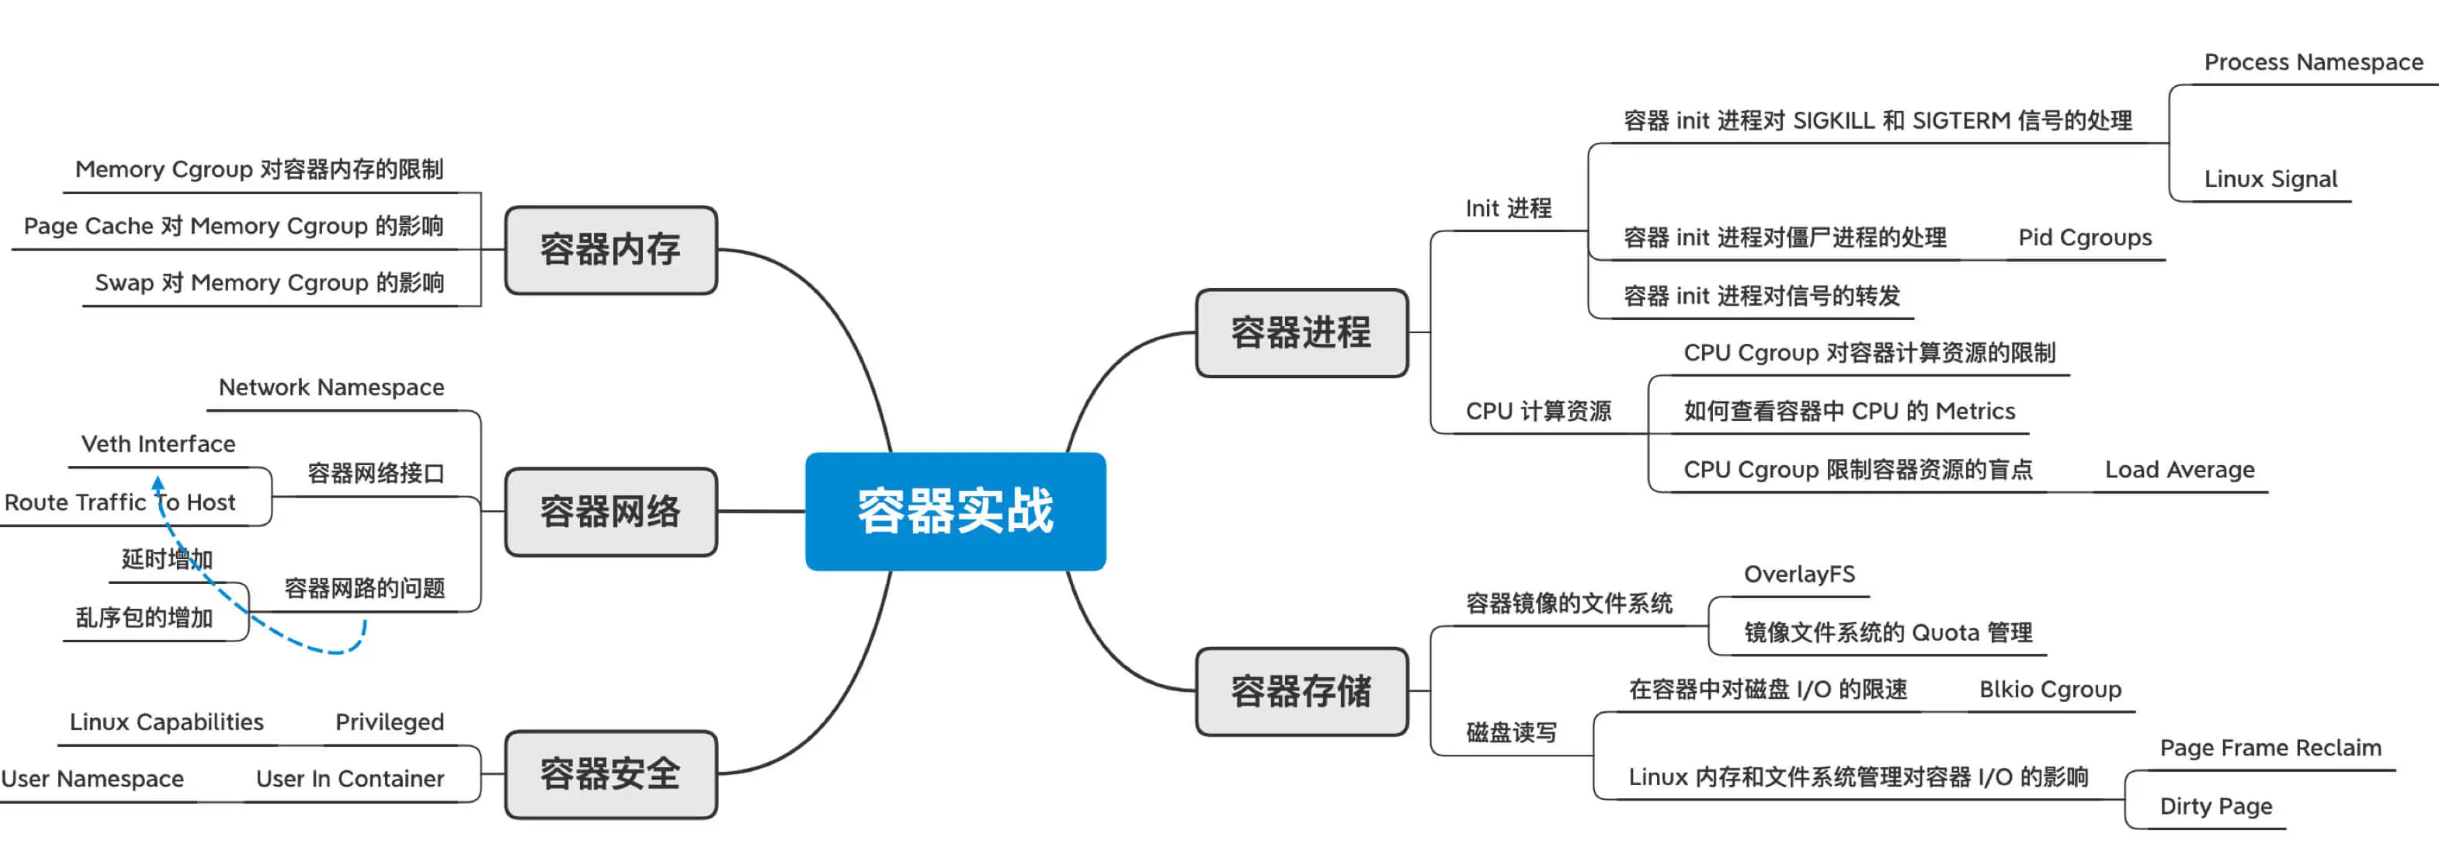 容器实战
容器进程
Init 进程
容器 init 进程对 SIGKILL 和 SIGTERM 信号的处理
Process Namespace
Linux Signal
容器 init 进程对僵尸进程的处理
Pid Cgroups
容器 init 进程对信号的转发
CPU 计算资源
CPU Cgroup 对容器计算资源的限制
如何查看容器中 CPU 的 Metrics
CPU Cgroup 限制容器资源的盲点
Load Average
容器存储
容器镜像的文件系统
OverlayFS
镜像文件系统的 Quota 管理
磁盘读写
在容器中对磁盘 I/O 的限速
Blkio Cgroup
Linux 内存和文件系统管理对容器 I/O 的影响
Page Frame Reclaim
Dirty Page
容器内存
Memory Cgroup 对容器内存的限制
Page Cache 对 Memory Cgroup 的影响
Swap 对 Memory Cgroup 的影响
容器网络
Network Namespace
容器网络接口
Veth Interface
Route Traffic To Host
容器网路的问题
延时增加
乱序包的增加
容器安全
Privileged
Linux Capabilities
User In Container
User Namespace